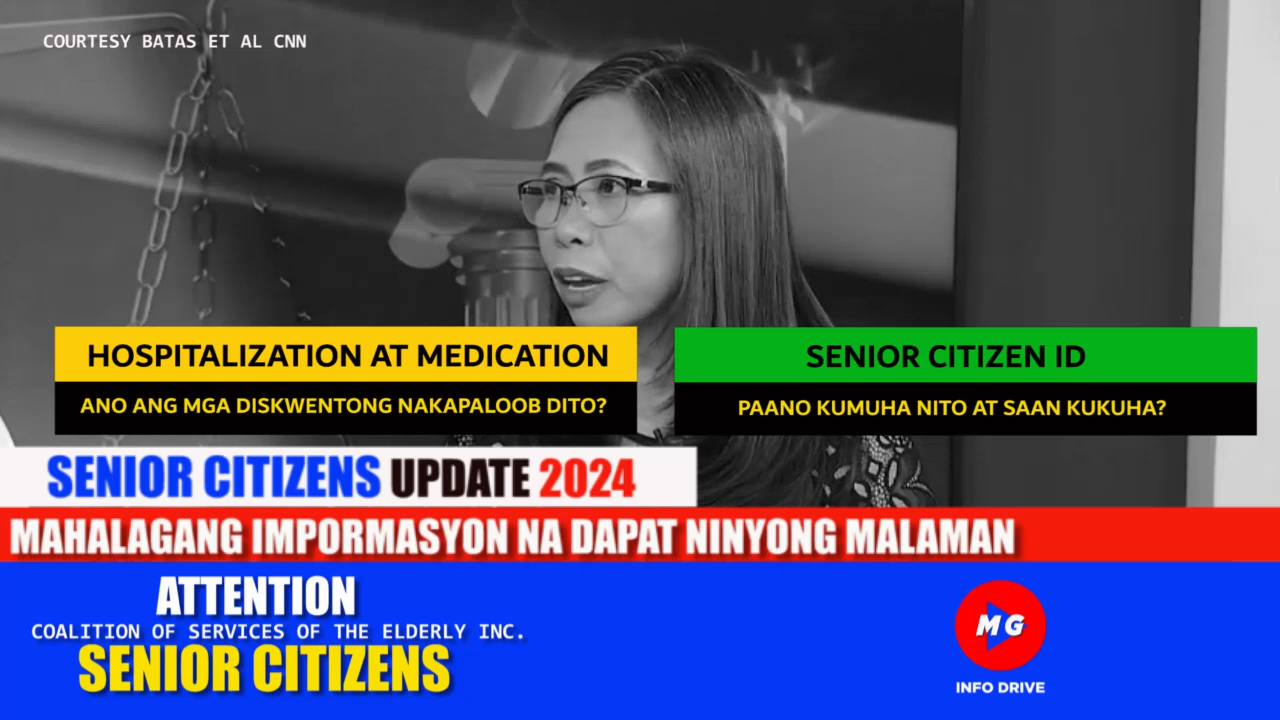 COURTESY BATAS ET AL CNN
HOSPITALIZATION AT MEDICATION
ANO ANG MGA DISKWENTONG NAKAPALOOB DITO?
SENIOR CITIZEN ID
PAANO KUMUHA NITO AT SAAN KUKUHA?
SENIOR CITIZENS UPDATE 2024
MAHALAGANG IMPORMASYON NA DAPAT NINYONG MALAMAN
ATTENTION
COALITION OF SERVICES OF THE ELDERLY INC.
SENIOR CITIZENS
MG
INFO DRIVE